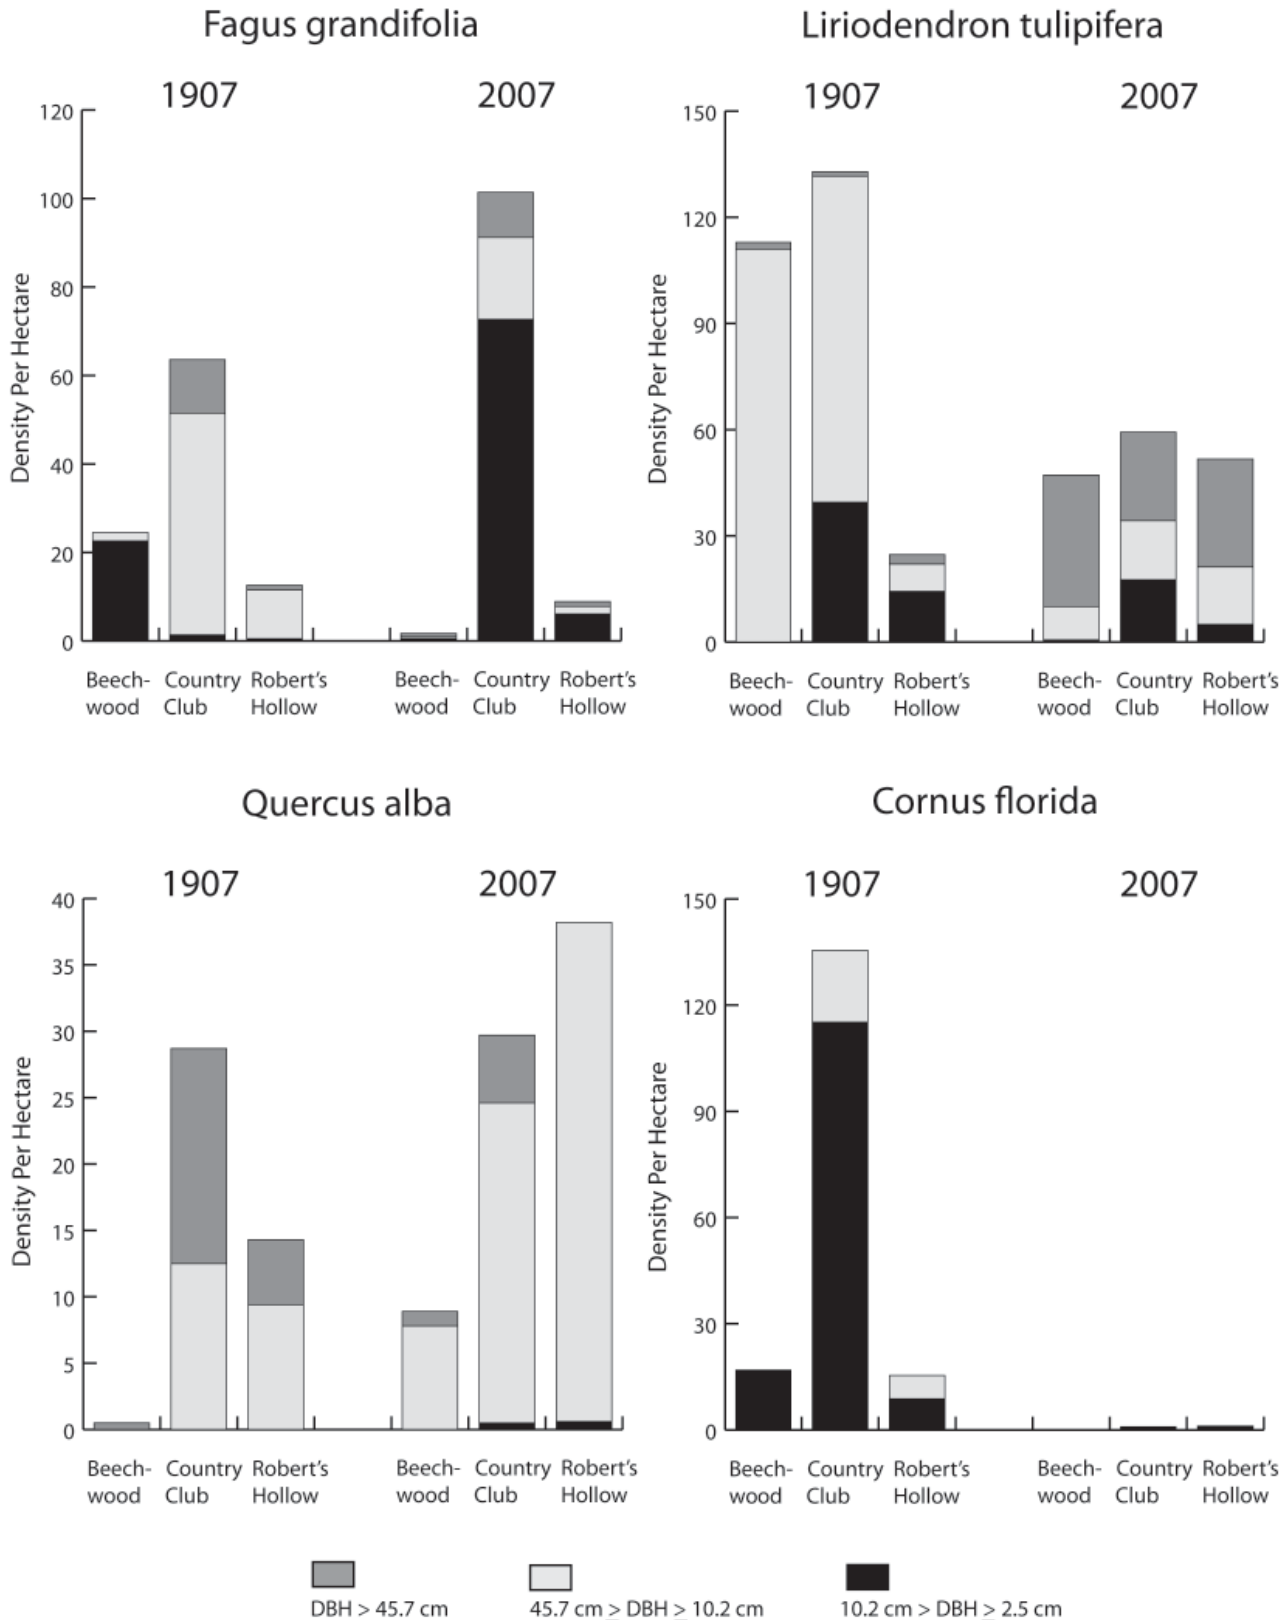 Fagus grandifolia
Liriodendron tulipifera
1907
2007
1907
2007
120
100
80
60
40
20
0
Density Per Hectare
Beech-
wood
Country
Club
Robert's
Hollow
Beech-
wood
Country
Club
Robert's
Hollow
150
120
90
60
30
0
Density Per Hectare
Beech-
wood
Country
Club
Robert's
Hollow
Beech-
wood
Country
Club
Robert's
Hollow
Quercus alba
Cornus florida
1907
2007
1907
2007
40
35
30
25
20
15
10
5
0
Density Per Hectare
Beech-
wood
Country
Club
Robert's
Hollow
Beech-
wood
Country
Club
Robert's
Hollow
150
120
90
60
30
0
Density Per Hectare
Beech-
wood
Country
Club
Robert's
Hollow
Beech-
wood
Country
Club
Robert's
Hollow
DBH > 45.7 cm
45.7 cm ≥ DBH ≥ 10.2 cm
10.2 cm > DBH ≥ 2.5 cm